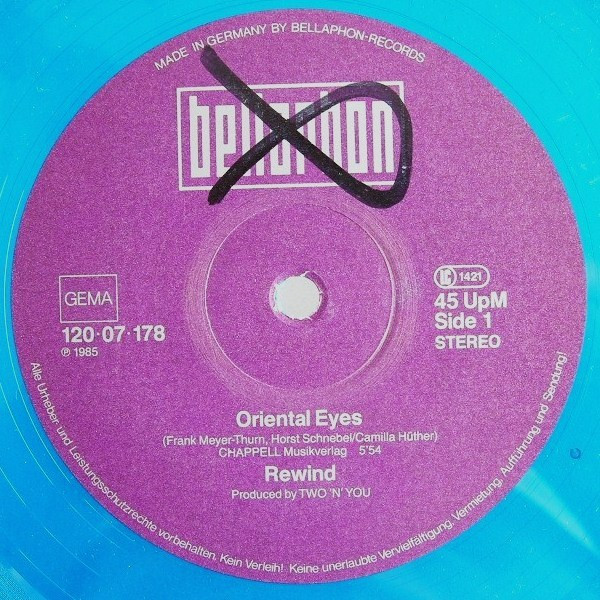 MADE IN GERMANY BY BELLAPHON-RECORDS
bellaphon
GEMA
120·07·178
℗ 1985
LC 1421
45 UpM
Side 1
STEREO
Oriental Eyes
(Frank Meyer-Thurn, Horst Schnebel/Camilla Hüther)
CHAPPELL Musikverlag 5'54
Rewind
Produced by TWO 'N' YOU
Alle Urheber und Leistungsschutzrechte vorbehalten. Kein Verleih! Keine unerlaubte Vervielfältigung, Vermietung, Aufführung und Sendung!